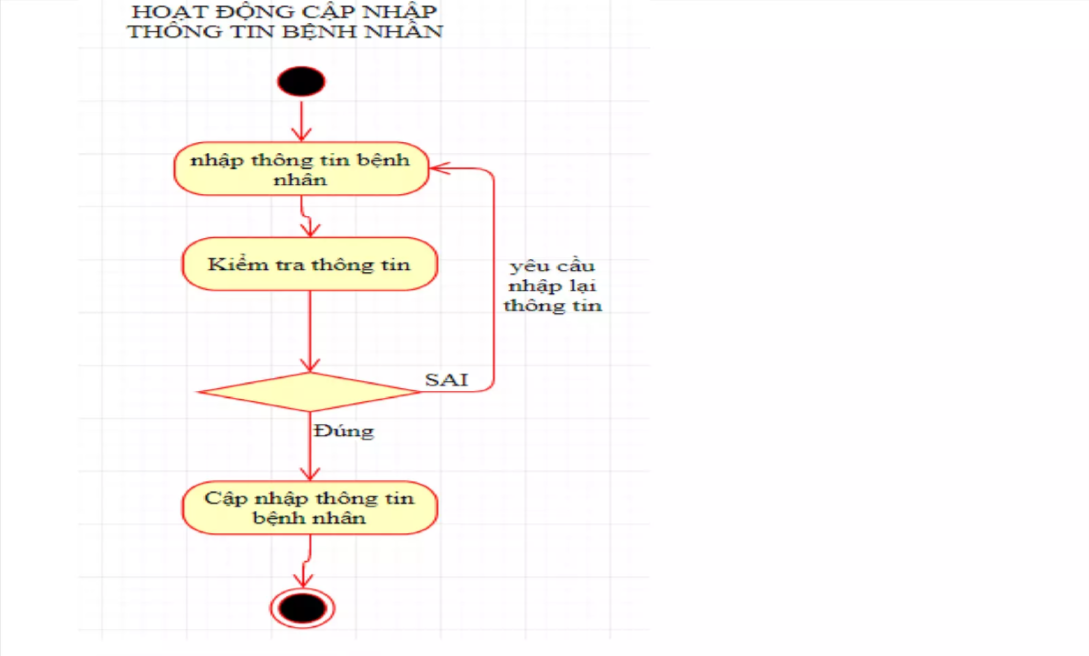 HOẠT ĐỘNG CẬP NHẬP
THÔNG TIN BỆNH NHÂN
nhập thông tin bệnh
nhân
Kiểm tra thông tin
yêu cầu
nhập lại
thông tin
SAI
Đúng
Cập nhập thông tin
bệnh nhân